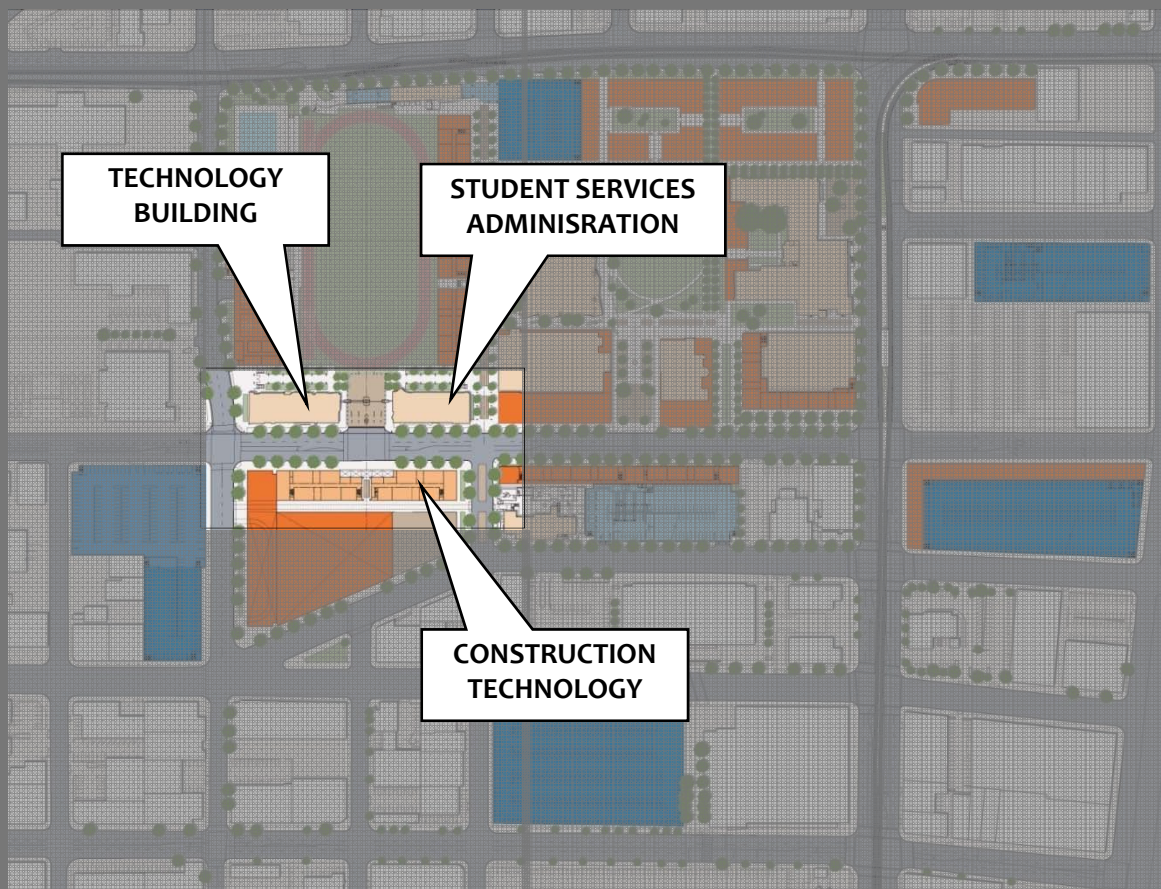 TECHNOLOGY
BUILDING
STUDENT SERVICES
ADMINISRATION
CONSTRUCTION
TECHNOLOGY